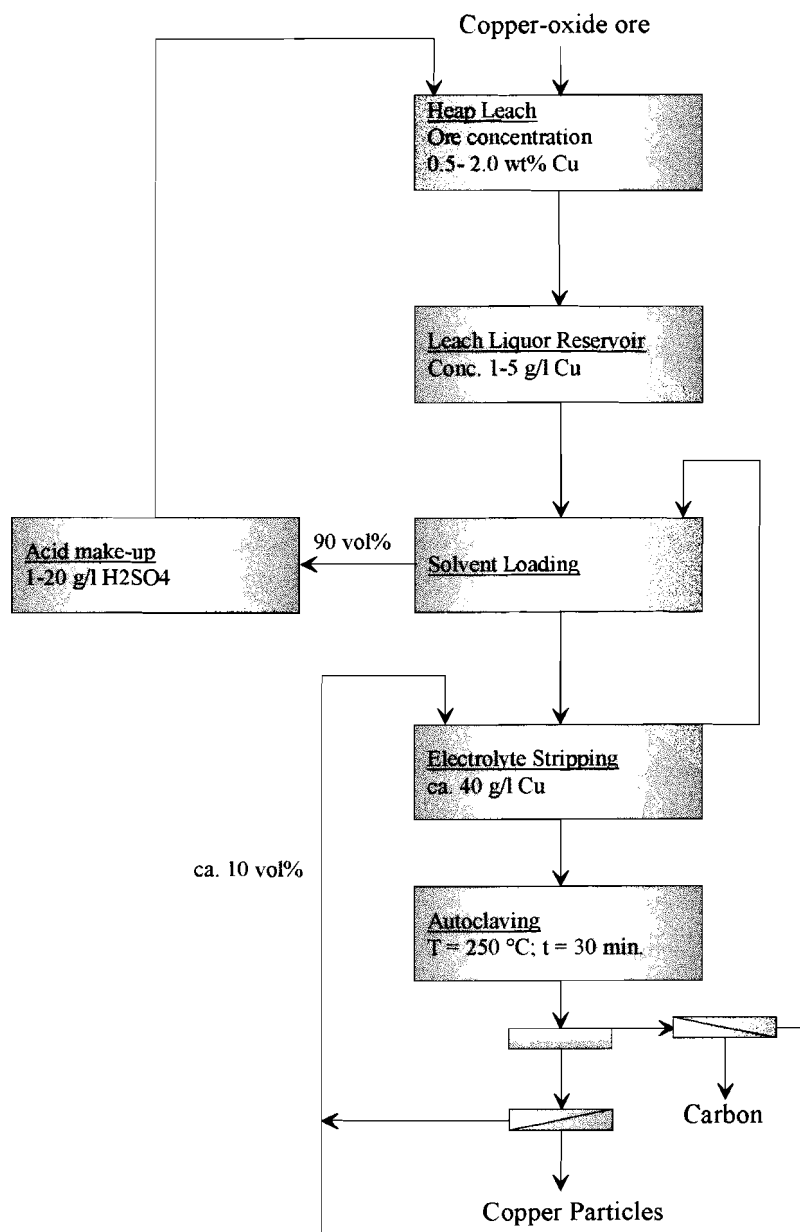 Copper-oxide ore
Heap Leach
Ore concentration
0.5- 2.0 wt% Cu
Leach Liquor Reservoir
Conc. 1-5 g/l Cu
Acid make-up
1-20 g/l H2SO4
90 vol%
Solvent Loading
Electrolyte Stripping
ca. 40 g/l Cu
ca. 10 vol%
Autoclaving
T = 250 °C; t = 30 min.
Carbon
Copper Particles